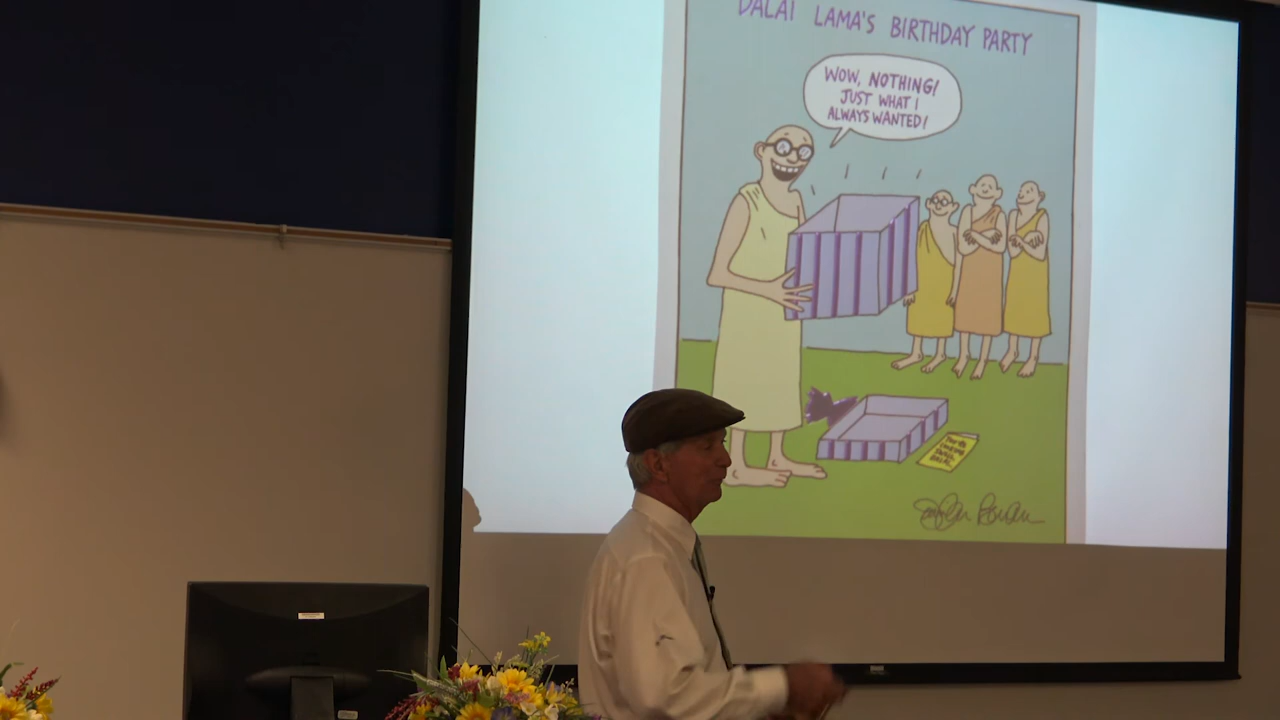 DALAI LAMA'S BIRTHDAY PARTY
WOW, NOTHING!
JUST WHAT I
ALWAYS WANTED!